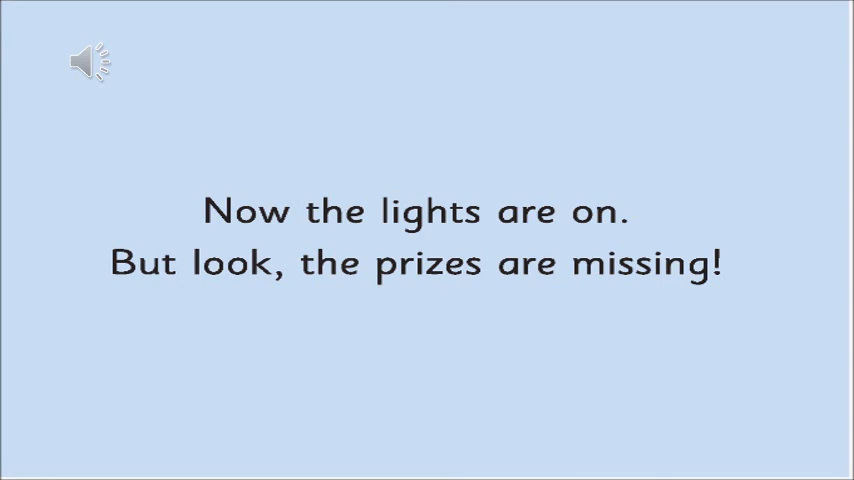 Now the lights are on.
But look, the prizes are missing!